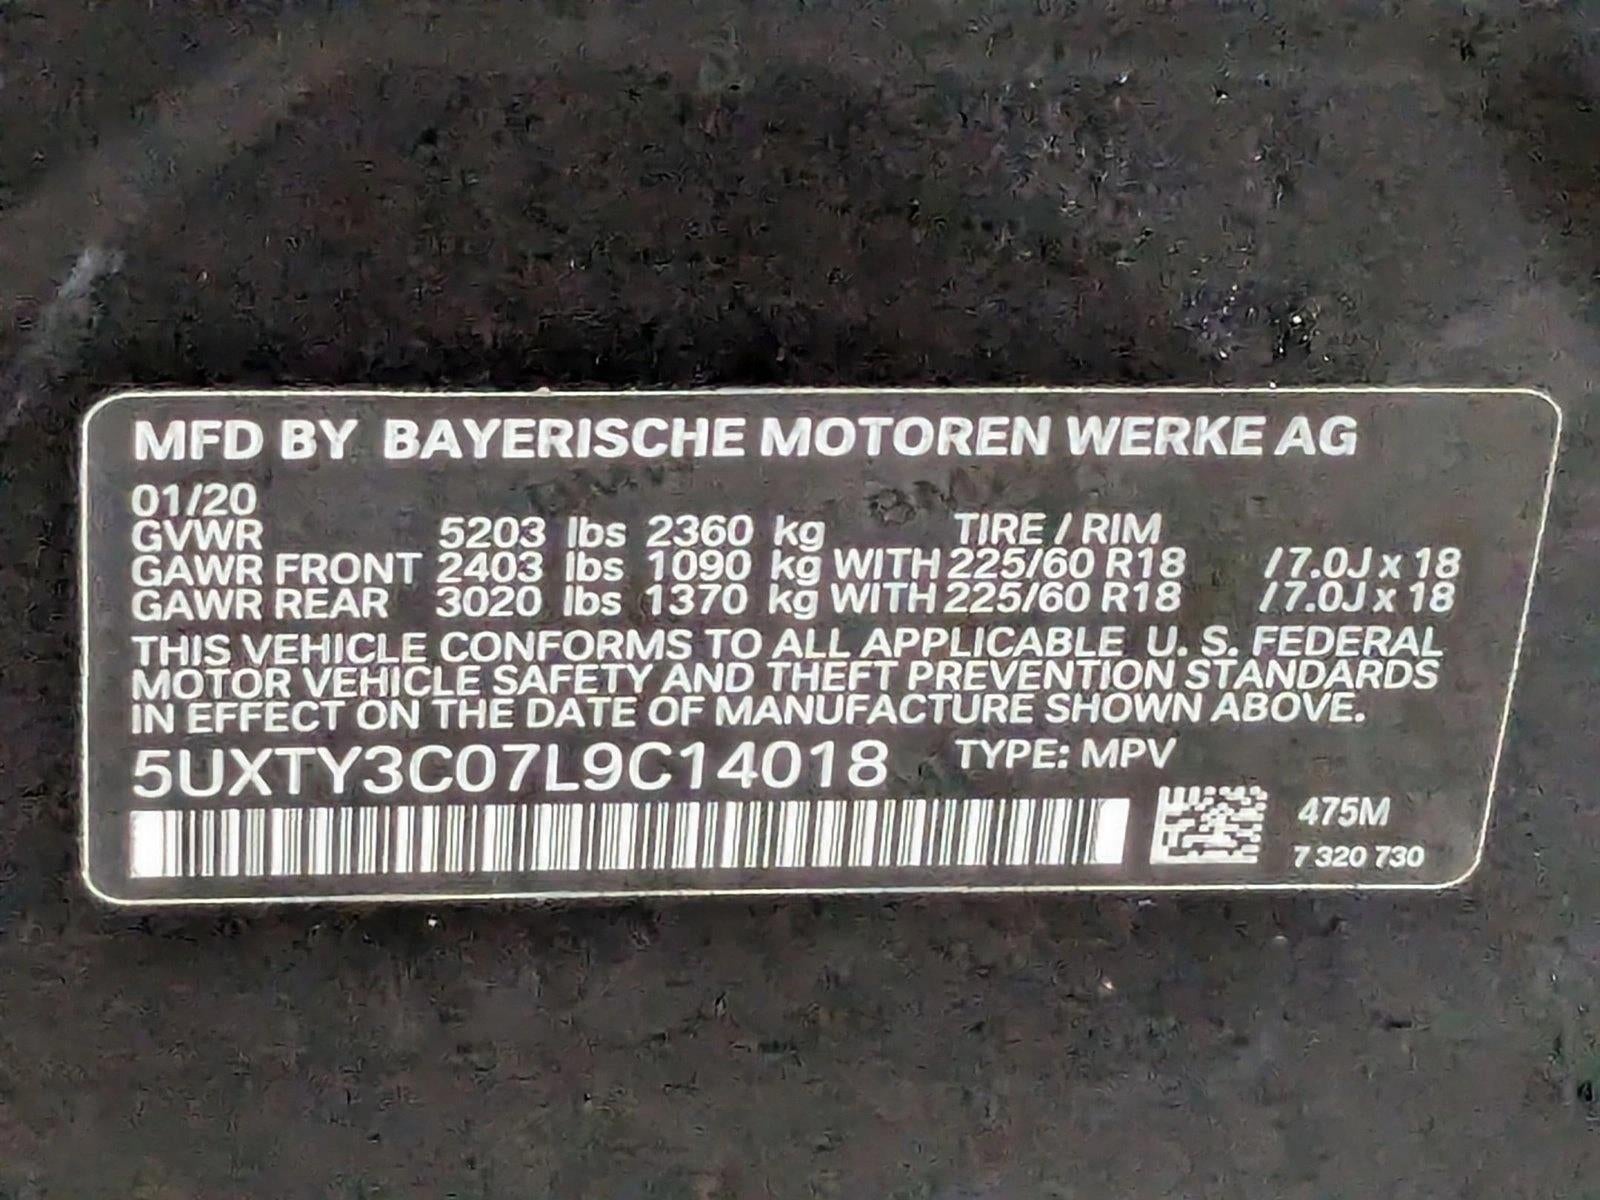 MFD BY BAYERISCHE MOTOREN WERKE AG
01/20
GVWR 5203 lbs 2360 kg TIRE / RIM
GAWR FRONT 2403 lbs 1090 kg WITH 225/60 R18 /7.0J x 18
GAWR REAR 3020 lbs 1370 kg WITH 225/60 R18 /7.0J x 18
THIS VEHICLE CONFORMS TO ALL APPLICABLE U. S. FEDERAL
MOTOR VEHICLE SAFETY AND THEFT PREVENTION STANDARDS
IN EFFECT ON THE DATE OF MANUFACTURE SHOWN ABOVE.
5UXTY3C07L9C14018 TYPE: MPV
475M
7 320 730